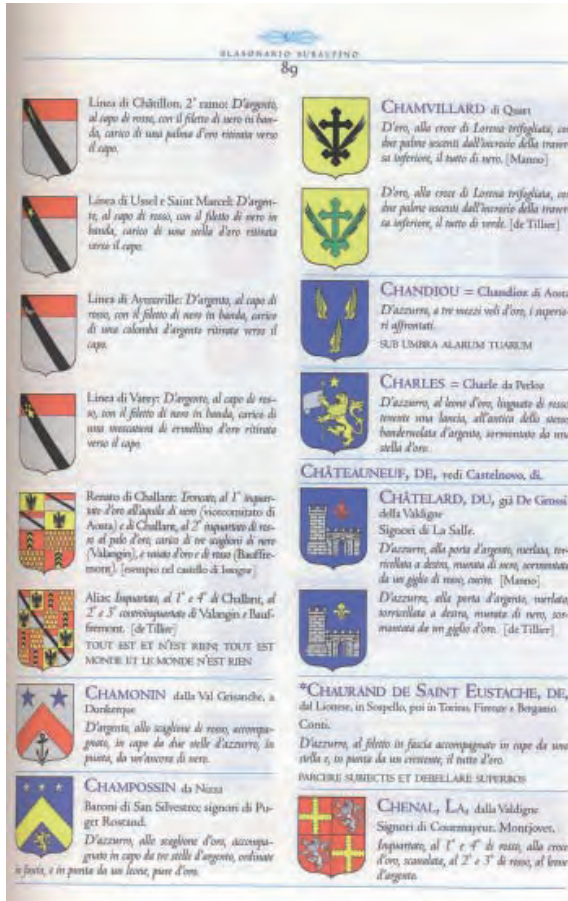 BLASONARIO SUBALPINO
89
Linea di Châtillon, 2° ramo: D'argento,
al capo di rosso, con il filetto di nero in ban-
da, carico di una palma d'oro ritirata verso
il capo.
Linea di Ussel e Saint Marcel: D'argen-
to, al capo di rosso, con il filetto di nero in
banda, carico di una stella d'oro ritirata
verso il capo.
Linea di Aymaville: D'argento, al capo di
rosso, con il filetto di nero in banda, carico
di una colomba d'argento ritirata verso il
capo.
Linea di Varey: D'argento, al capo di ros-
so, con il filetto di nero in banda, carico di
una moscatura di ermellino d'oro ritirata
verso il capo.
Renato di Challant: Troncato, al 1° inquar-
tato d'oro all'aquila di nero (vicecomitato di
Aosta) e di Challant, al 2° inquartato di ros-
so al palo d'oro, carico di tre scaglioni di nero
(Valangin), e vaiato d'oro e di rosso (Bauffre-
mont). [esempio nel castello di Issogne]
Alias: Inquartato, al 1° e 4° di Challant, al
2° e 3° controinquartato di Valangin e Bauf-
fremont. [de Tillier]
TOUT EST ET N'EST RIEN; TOUT EST
MONDE ET LE MONDE N'EST RIEN
CHAMONIN dalla Val Grisanche, a
Dunkerque
D'argento, allo scaglione di rosso, accompa-
gnato, in capo da due stelle d'azzurro, in
punta, da un'ancora di nero.
CHAMPOSSIN da Nizza
Baroni di San Silvestro; signori di Pu-
get Rostand.
D'azzurro, allo scaglione d'oro, accompa-
gnato in capo da tre stelle d'argento, ordinate
in fascia, e in punta da un leone, pure d'oro.
CHAMVILLARD di Quart
D'oro, alla croce di Lorena trifogliata, con
due palme uscenti dall'incrocio della traver-
sa inferiore, il tutto di nero. [Manno]
D'oro, alla croce di Lorena trifogliata, con
due palme uscenti dall'incrocio della traver-
sa inferiore, il tutto di verde. [de Tillier]
CHANDIOU = Chandioz di Aosta
D'azzurro, a tre mezzi voli d'oro, i superio-
ri affrontati.
SUB UMBRA ALARUM TUARUM
CHARLES = Charle da Perloz
D'azzurro, al leone d'oro, linguato di rosso
tenente una lancia, all'antica dello stesso
banderuolata d'argento, sormontato da una
stella d'oro.
CHÂTEAUNEUF, DE, vedi Castelnovo, di.
CHÂTELARD, DU, già De Grossi
della Valdigne
Signori di La Salle.
D'azzurro, alla porta d'argento, merlata, tor-
ricellata a destra, murata di nero, sormontata
da un giglio di rosso, cucito. [Manno]
D'azzurro, alla porta d'argento, merlata,
torricellata a destra, murata di nero, sor-
montata da un giglio d'oro. [de Tillier]
*CHAURAND DE SAINT EUSTACHE, DE,
dal Lionese, in Sospello, poi in Torino, Firenze e Bergamo
Conti.
D'azzurro, al filetto in fascia accompagnato in capo da una
stella e, in punta da un crescente, il tutto d'oro.
PARCERE SUBIECTIS ET DEBELLARE SUPERBOS
CHENAL, LA, dalla Valdigne
Signori di Courmayeur, Montjovet.
Inquartato, al 1° e 4° di rosso, alla croce
d'oro, scanalata, al 2° e 3° di rosso, al leone
d'argento.